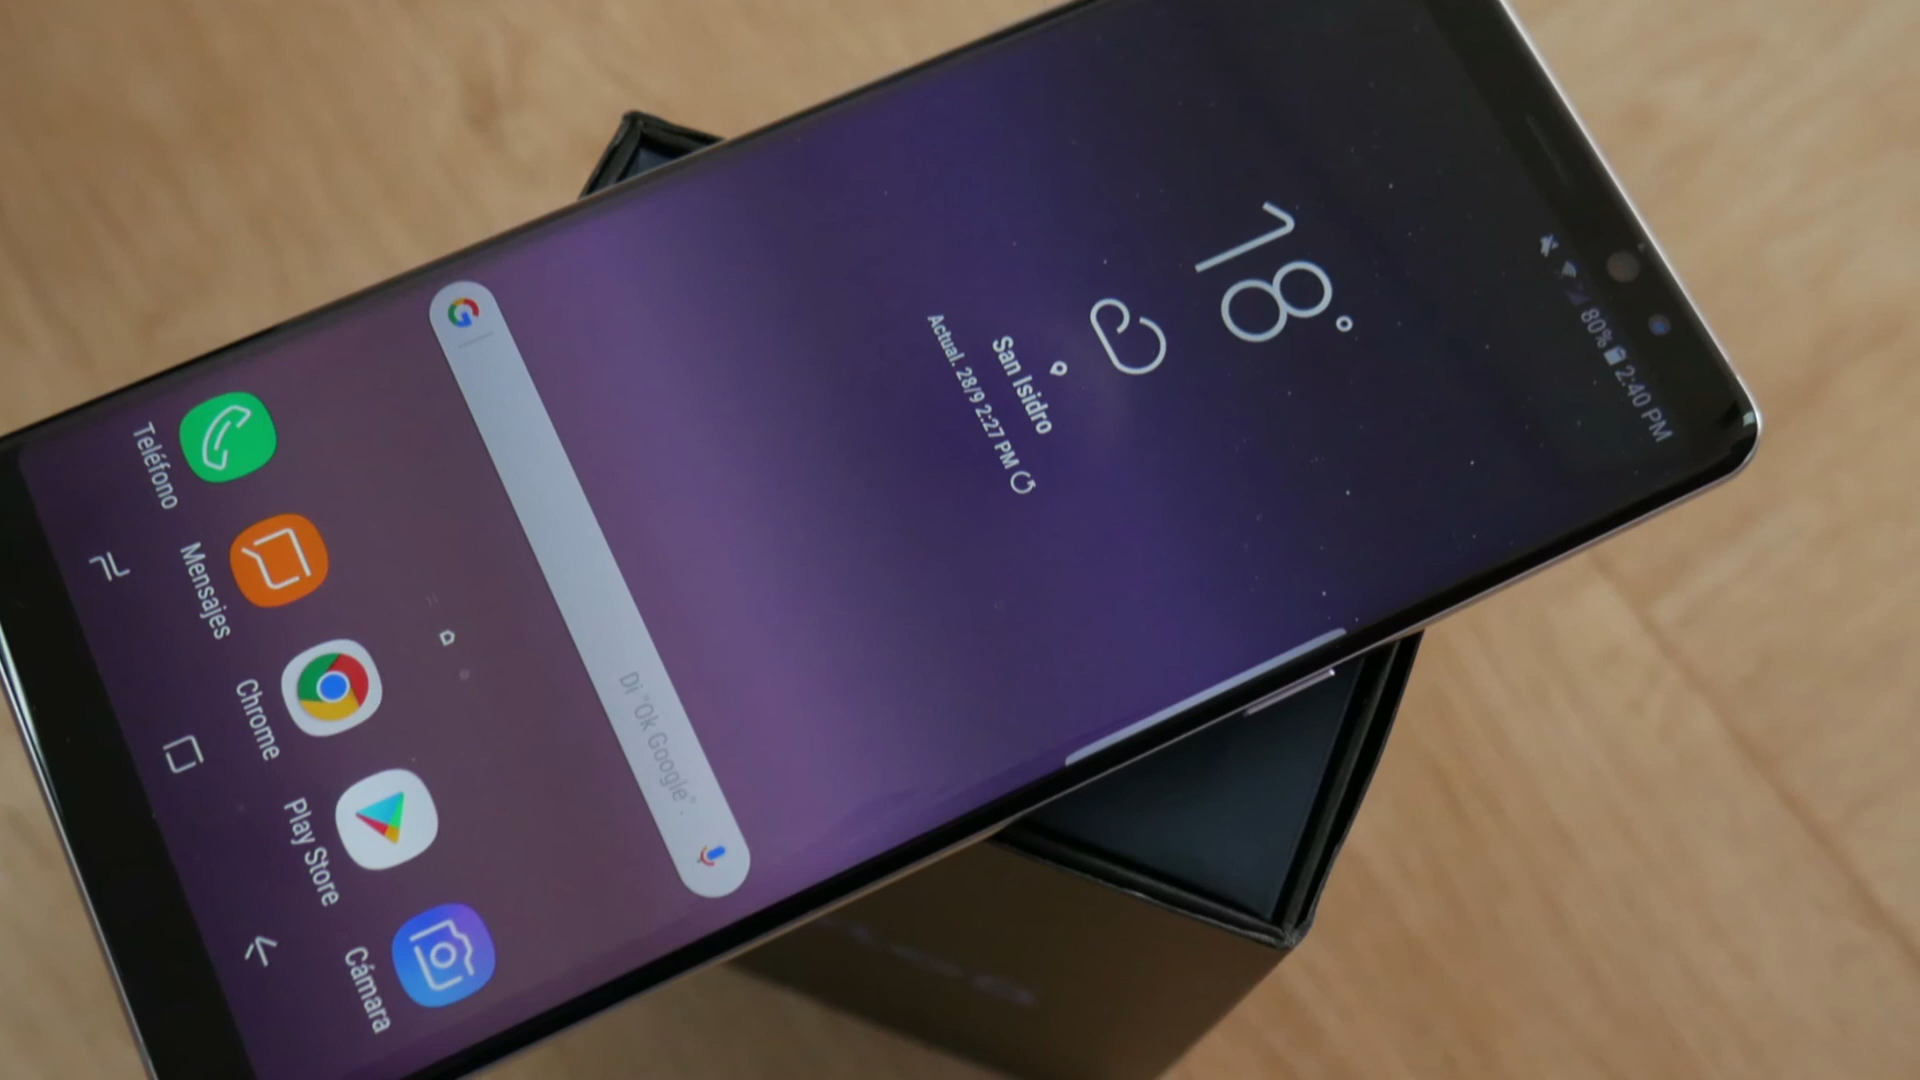 80% 2:40 PM
18°
San Isidro
Actual. 28/9 2:27 PM
G
Di "Ok Google"
Teléfono
Mensajes
Chrome
Play Store
Cámara